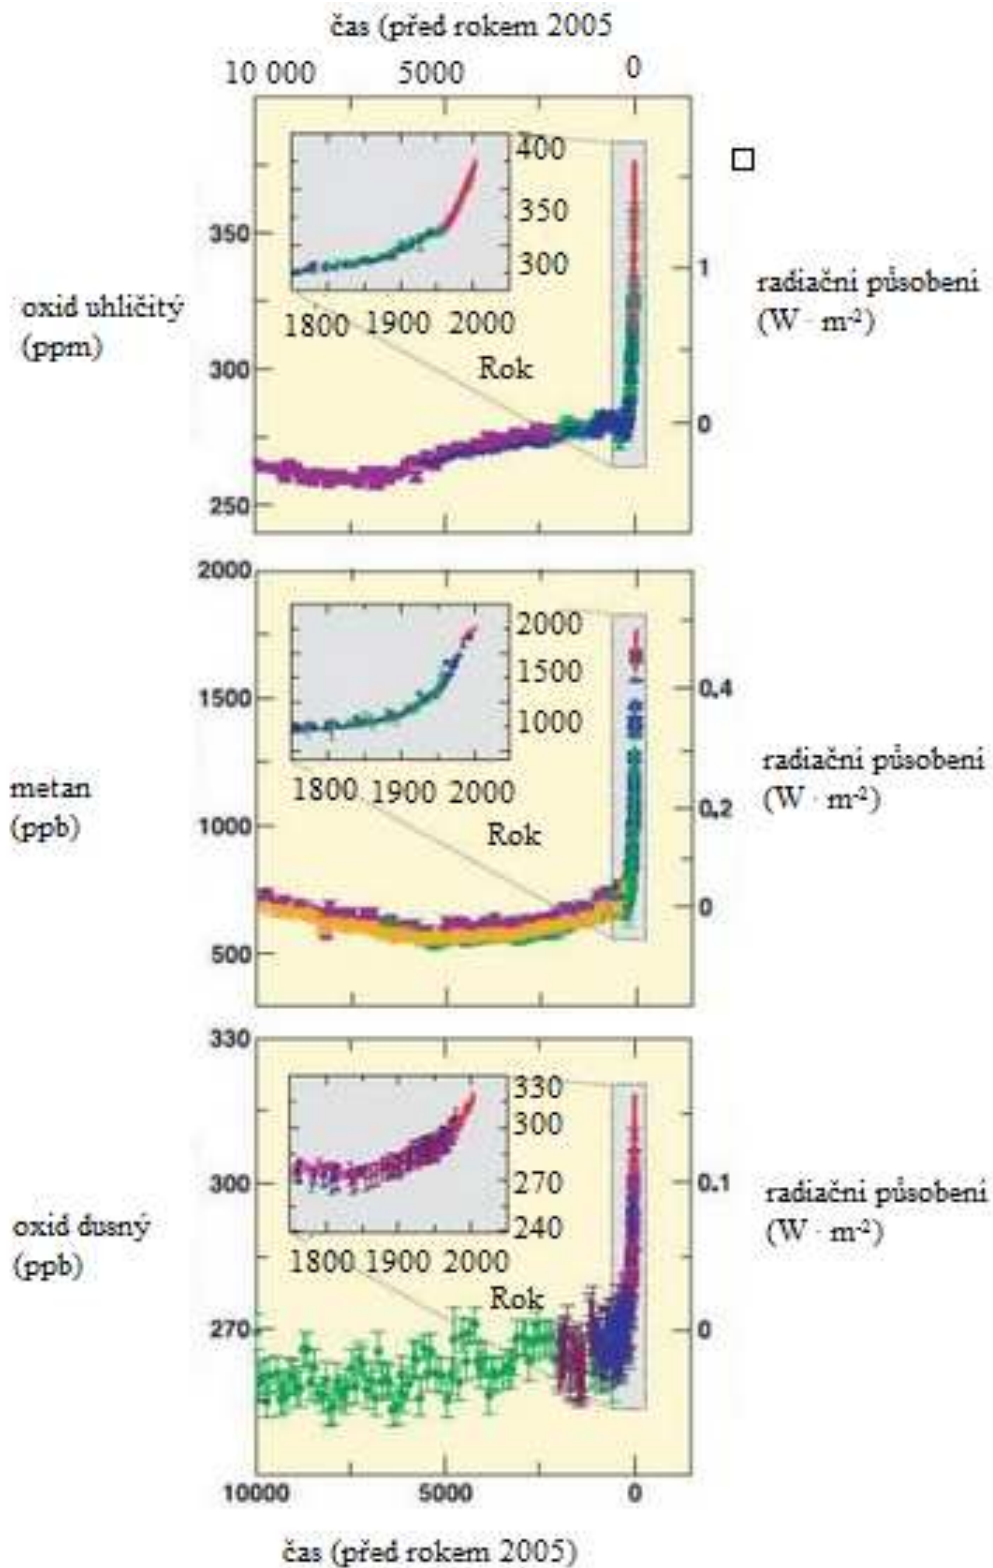 čas (před rokem 2005
10 000 5000 0
400
350
300
350
300
250
1
0
oxid uhličitý
(ppm)
radiační působení
(W · m-2)
1800 1900 2000
Rok
2000
1500
1000
500
2000
1500
1000
0,4
0,2
0
metan
(ppb)
radiační působení
(W · m-2)
1800 1900 2000
Rok
330
300
270
330
300
270
240
0.1
0
oxid dusný
(ppb)
radiační působení
(W · m-2)
1800 1900 2000
Rok
10000 5000 0
čas (před rokem 2005)